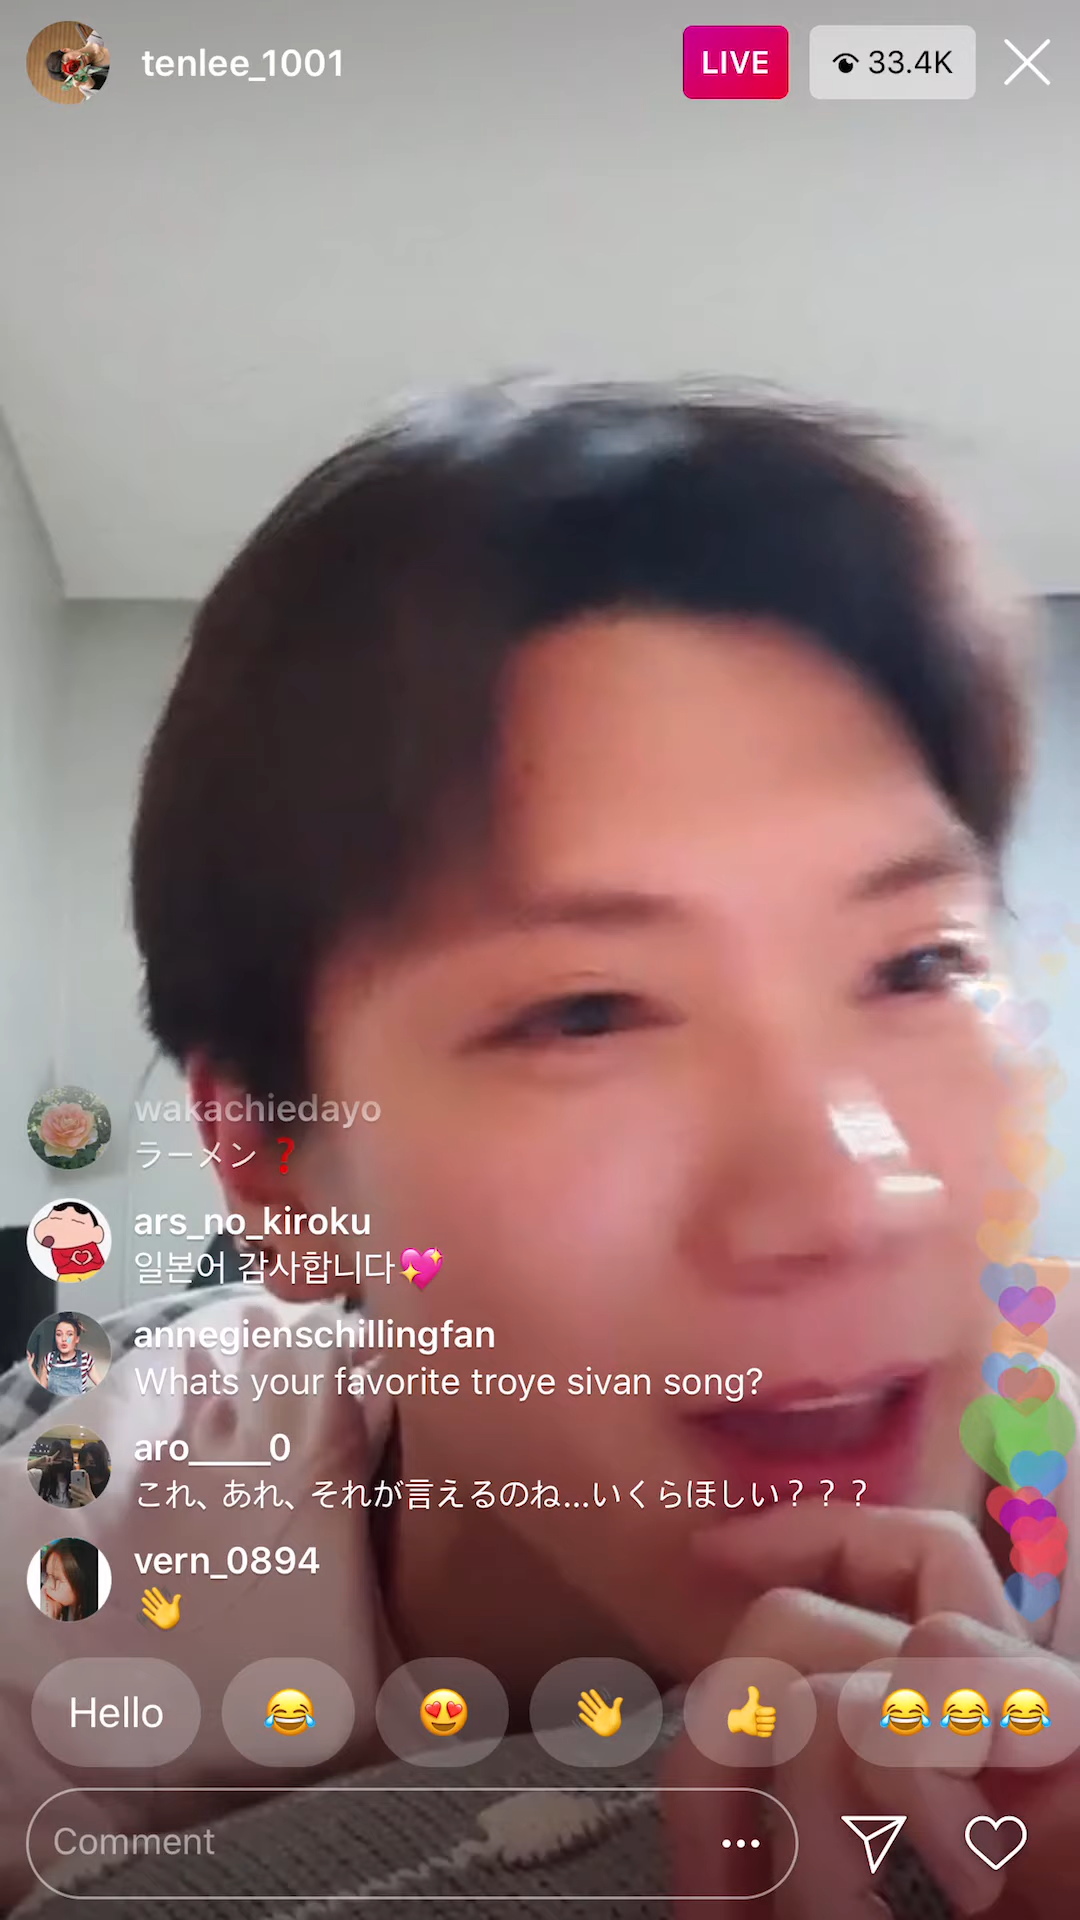 tenlee_1001
LIVE
33.4K
wakachiedayo
ラーメン ❓
ars_no_kiroku
일본어 감사합니다💖
annegienschillingfan
Whats your favorite troye sivan song?
aro____0
これ、あれ、それが言えるのね...いくらほしい？？？
vern_0894
👋
Hello 😂 😍 👋 👍 😂😂😂
Comment